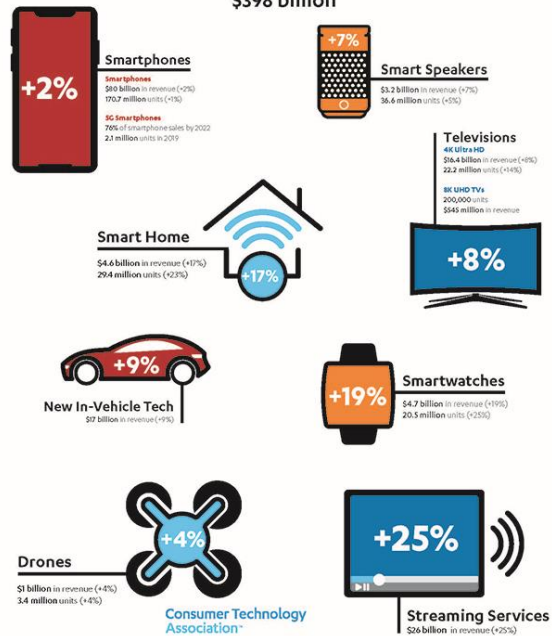 $398 billion
+2%
Smartphones
Smartphones
$80 billion in revenue (+2%)
170.7 million units (+1%)
5G Smartphones
76% of smartphone sales by 2022
2.1 million units in 2019
+7%
Smart Speakers
$3.2 billion in revenue (+7%)
36.6 million units (+5%)
Televisions
4K Ultra HD
$16.4 billion in revenue (+8%)
22.2 million units (+14%)
8K UHD TVs
200,000 units
$545 million in revenue
+8%
Smart Home
$4.6 billion in revenue (+17%)
29.4 million units (+23%)
+17%
+9%
New In-Vehicle Tech
$17 billion in revenue (+9%)
+19%
Smartwatches
$4.7 billion in revenue (+19%)
20.5 million units (+25%)
+4%
Drones
$1 billion in revenue (+4%)
3.4 million units (+4%)
+25%
Streaming Services
$26 billion in revenue (+25%)
Consumer Technology
Association™